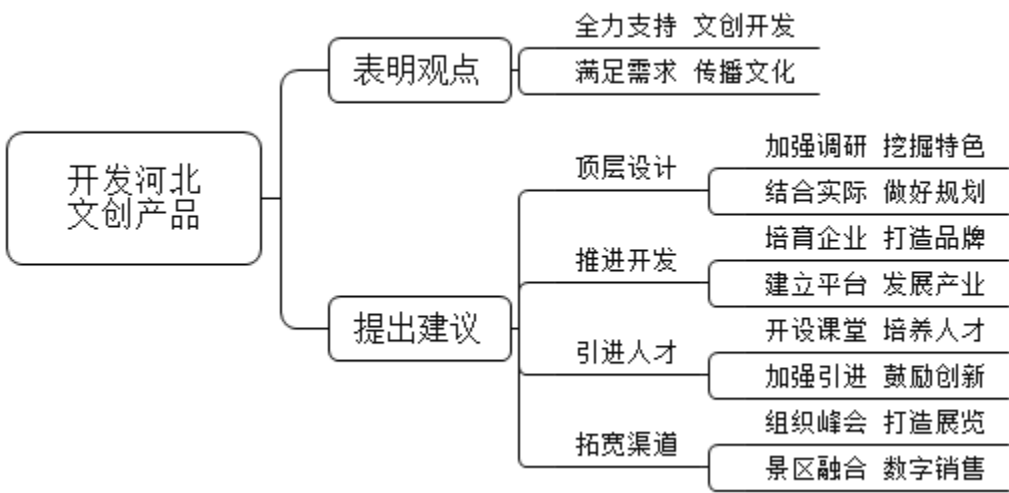 开发河北
文创产品
表明观点
全力支持 文创开发
满足需求 传播文化
提出建议
顶层设计
加强调研 挖掘特色
结合实际 做好规划
推进开发
培育企业 打造品牌
建立平台 发展产业
引进人才
开设课堂 培养人才
加强引进 鼓励创新
拓宽渠道
组织峰会 打造展览
景区融合 数字销售